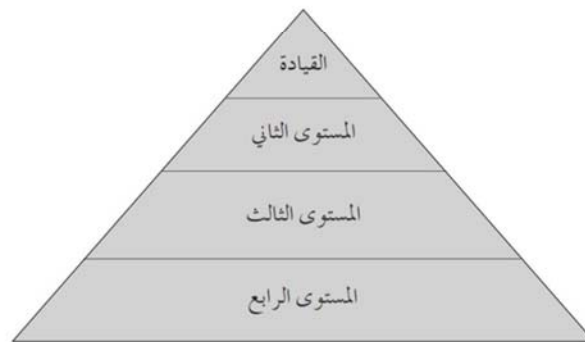 القيادة
المستوى الثاني
المستوى الثالث
المستوى الرابع